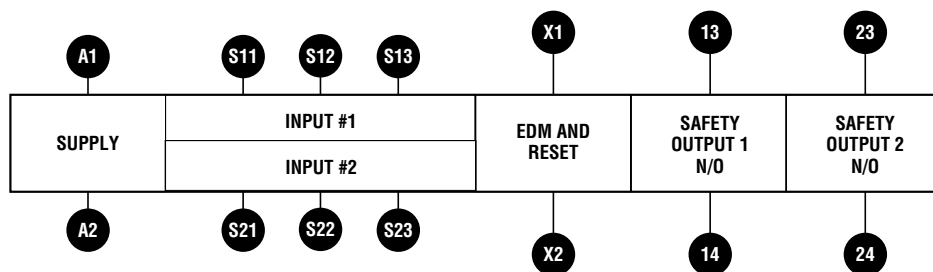 X1 13 23
A1 S11 S12 S13
SUPPLY
INPUT #1
INPUT #2
EDM AND
RESET
SAFETY
OUTPUT 1
N/O
SAFETY
OUTPUT 2
N/O
A2 S21 S22 S23
X2 14 24